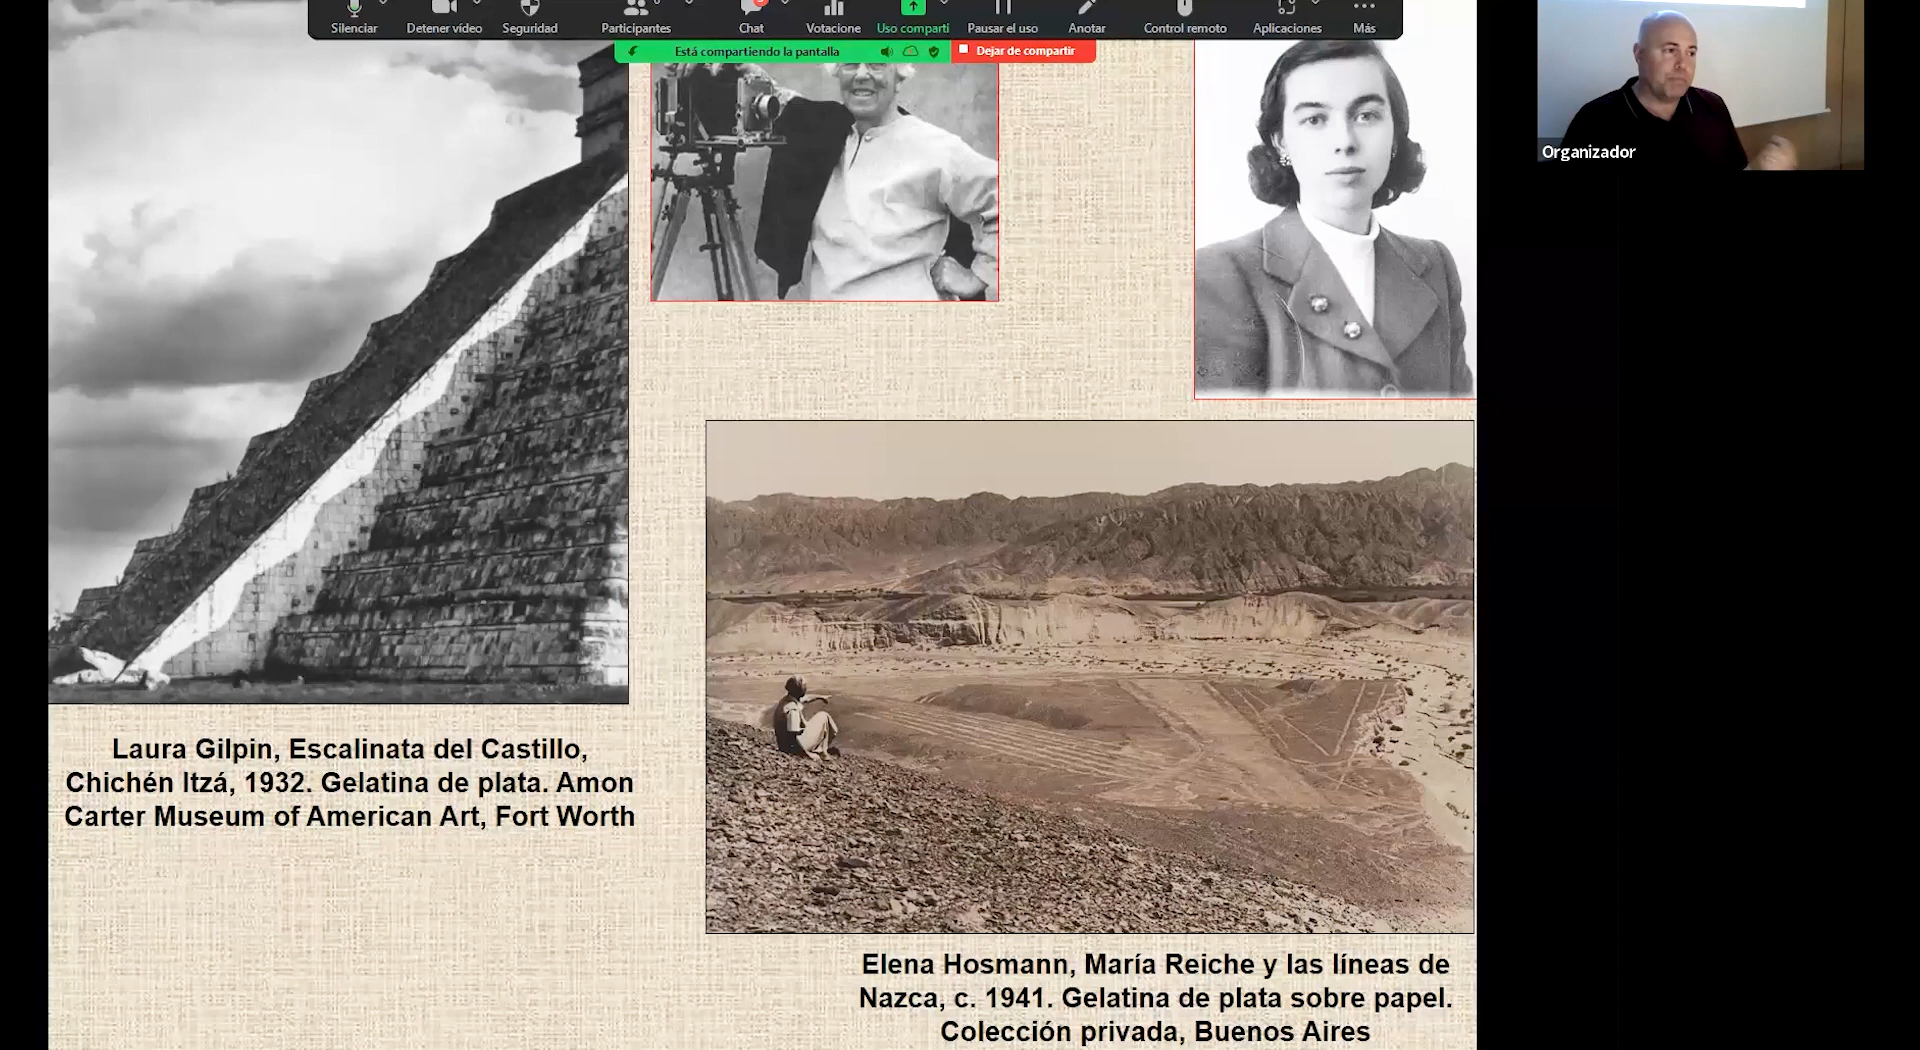 Silenciar
Detener vídeo
Seguridad
Participantes
Chat
Votacione
Uso comparti
Pausar el uso
Anotar
Control remoto
Aplicaciones
Más
Está compartiendo la pantalla
Dejar de compartir
Organizador
Laura Gilpin, Escalinata del Castillo,
Chichén Itzá, 1932. Gelatina de plata. Amon
Carter Museum of American Art, Fort Worth
Elena Hosmann, María Reiche y las líneas de
Nazca, c. 1941. Gelatina de plata sobre papel.
Colección privada, Buenos Aires